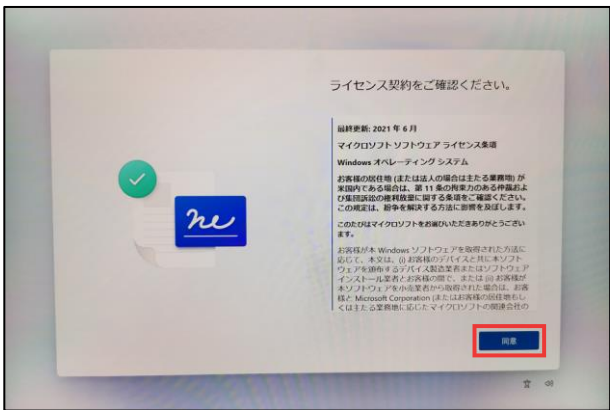 ライセンス契約をご確認ください。
最終更新: 2021 年 6 月
マイクロソフト ソフトウェア ライセンス条項
Windows オペレーティング システム
お客様の居住地 (または法人の場合は主たる業務地) が
米国内である場合は、第 11 条の拘束力のある仲裁およ
び集団訴訟の権利放棄に関する条項をご確認ください。
この規定は、紛争を解決する方法に影響を及ぼします。
このたびはマイクロソフトをお選びいただきありがとうござい
ます。
お客様が本 Windows ソフトウェアを取得された方法に
応じて、本文は、(i) お客様のデバイスと共に本ソフト
ウェアを頒布するデバイス製造業者またはソフトウェア
インストール業者とお客様の間で、または (ii) お客様が
本ソフトウェアを小売業者から取得された場合は、お客
様と Microsoft Corporation (またはお客様の居住地もし
くは主たる業務地に応じたマイクロソフトの関連会社の
同意